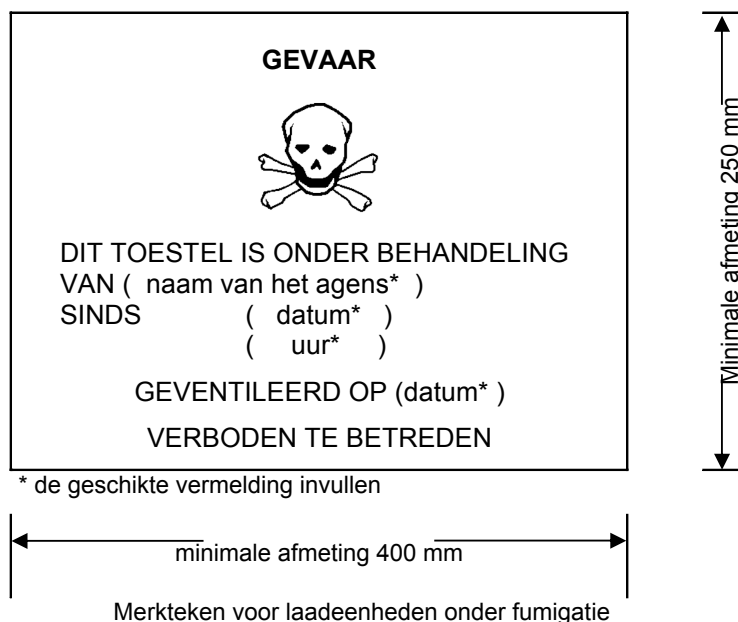 GEVAAR
DIT TOESTEL IS ONDER BEHANDELING
VAN ( naam van het agens* )
SINDS ( datum* )
( uur* )
GEVENTILEERD OP (datum* )
VERBODEN TE BETREDEN
* de geschikte vermelding invullen
minimale afmeting 400 mm
Merkteken voor laadeenheden onder fumigatie
Minimale afmeting 250 mm